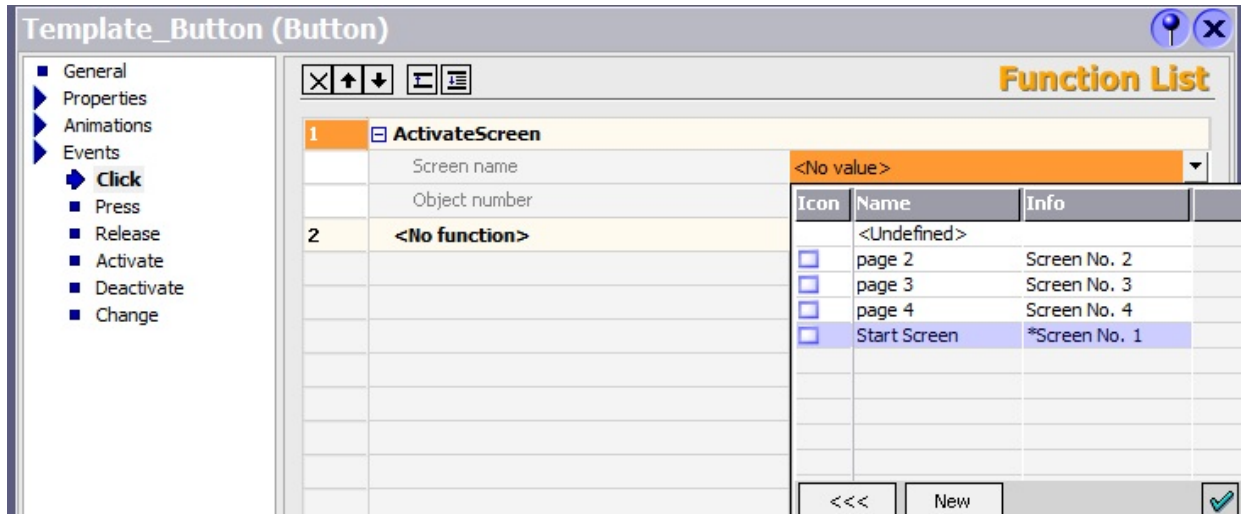 Template_Button (Button)
General
Properties
Animations
Events
Click
Press
Release
Activate
Deactivate
Change
Function List
1 ActivateScreen
Screen name <No value>
Object number
2 <No function>
Icon Name Info
<Undefined>
page 2 Screen No. 2
page 3 Screen No. 3
page 4 Screen No. 4
Start Screen *Screen No. 1
<<< New